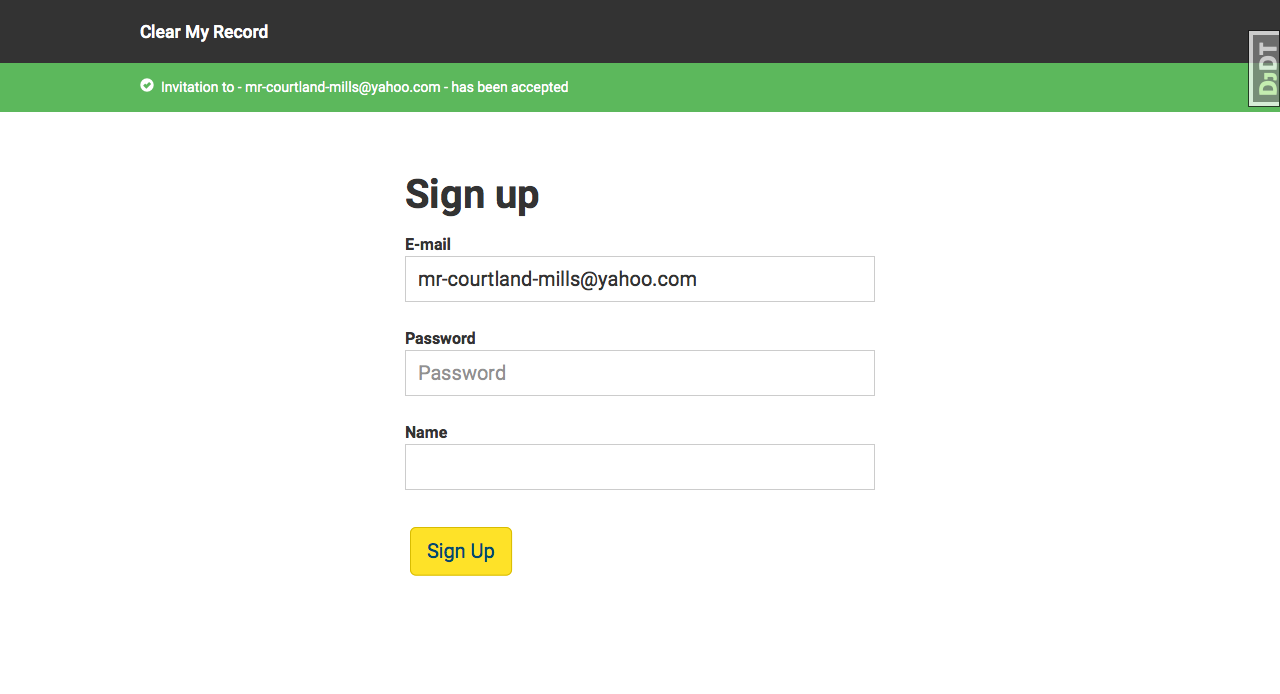 Clear My Record
Invitation to - mr-courtland-mills@yahoo.com - has been accepted
DJDT
Sign up
E-mail
mr-courtland-mills@yahoo.com
Password
Password
Name
Sign Up